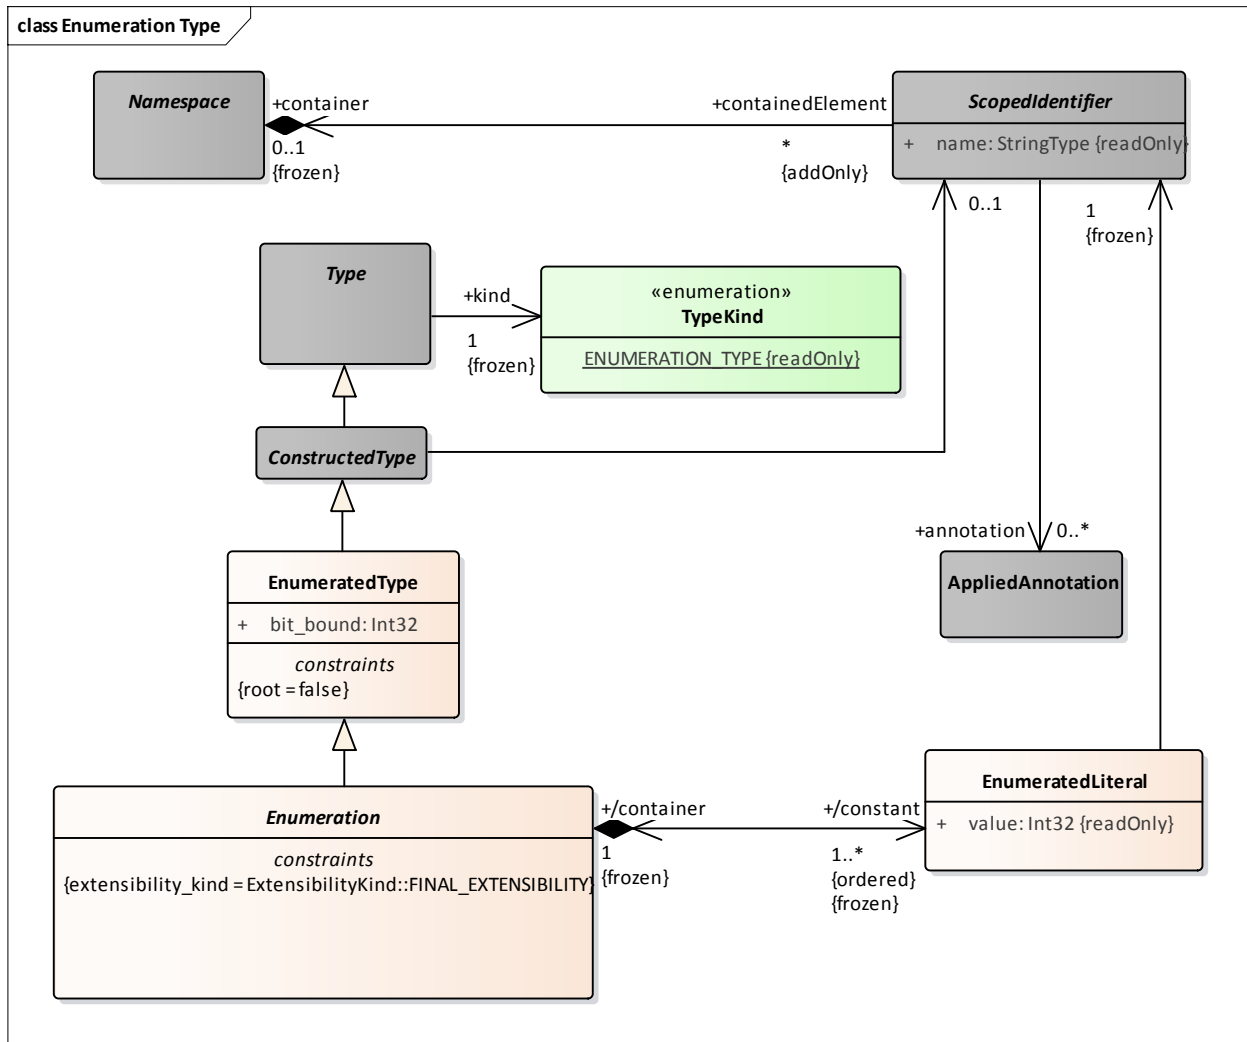 class Enumeration Type
Namespace
+container
0..1
{frozen}
+containedElement
*
{addOnly}
ScopedIdentifier
+ name: StringType {readOnly}
0..1
1
{frozen}
Type
+kind
1
{frozen}
«enumeration»
TypeKind
ENUMERATION_TYPE {readOnly}
ConstructedType
+annotation
0..*
AppliedAnnotation
EnumeratedType
+ bit_bound: Int32
constraints
{root = false}
Enumeration
constraints
{extensibility_kind = ExtensibilityKind::FINAL_EXTENSIBILITY}
+/container
1
{frozen}
+/constant
1..*
{ordered}
{frozen}
EnumeratedLiteral
+ value: Int32 {readOnly}